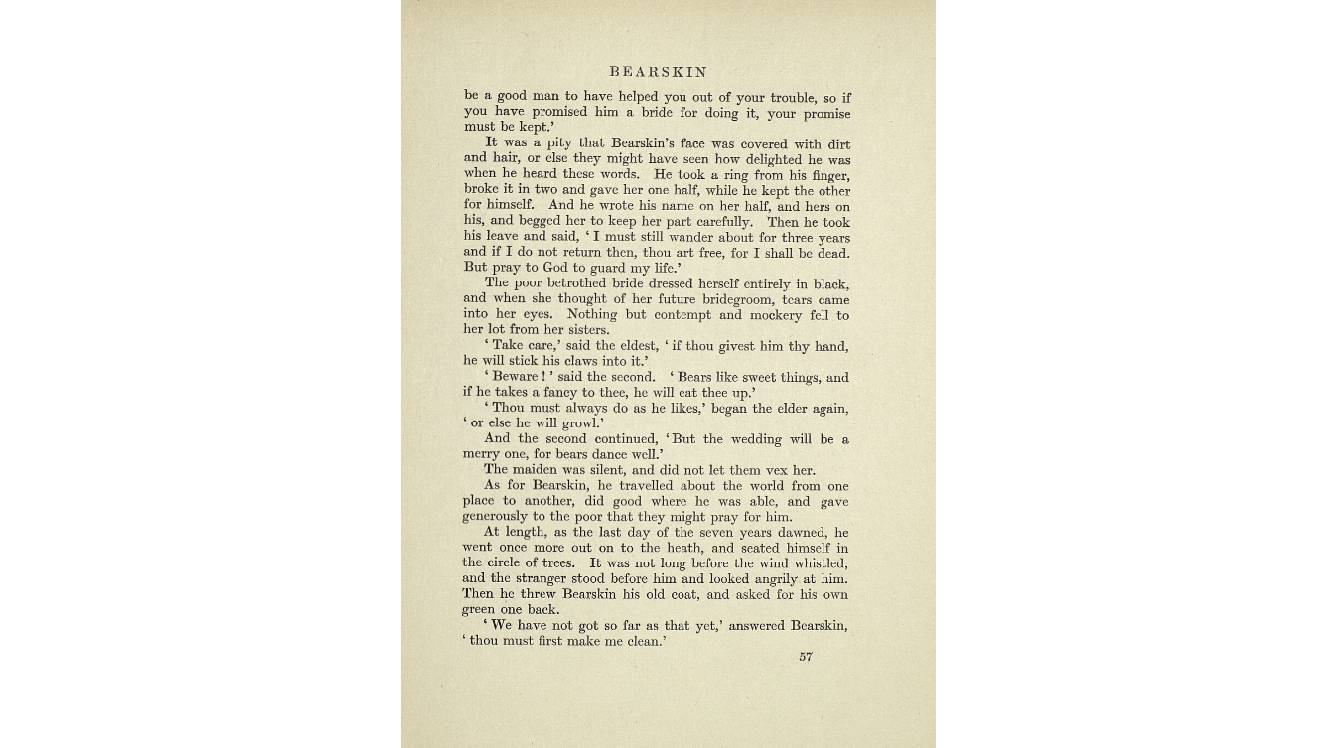 BEARSKIN
be a good man to have helped you out of your trouble, so if
you have promised him a bride for doing it, your promise
must be kept.’
It was a pity that Bearskin’s face was covered with dirt
and hair, or else they might have seen how delighted he was
when he heard these words. He took a ring from his finger,
broke it in two and gave her one half, while he kept the other
for himself. And he wrote his name on her half, and hers on
his, and begged her to keep her part carefully. Then he took
his leave and said, ‘ I must still wander about for three years
and if I do not return then, thou art free, for I shall be dead.
But pray to God to guard my life.’
The poor betrothed bride dressed herself entirely in black,
and when she thought of her future bridegroom, tears came
into her eyes. Nothing but contempt and mockery fell to
her lot from her sisters.
‘ Take care,’ said the eldest, ‘ if thou givest him thy hand,
he will stick his claws into it.’
‘ Beware ! ’ said the second. ‘ Bears like sweet things, and
if he takes a fancy to thee, he will eat thee up.’
‘ Thou must always do as he likes,’ began the elder again,
‘ or else he will growl.’
And the second continued, ‘ But the wedding will be a
merry one, for bears dance well.’
The maiden was silent, and did not let them vex her.
As for Bearskin, he travelled about the world from one
place to another, did good where he was able, and gave
generously to the poor that they might pray for him.
At length, as the last day of the seven years dawned, he
went once more out on to the heath, and seated himself in
the circle of trees. It was not long before the wind whistled,
and the stranger stood before him and looked angrily at him.
Then he threw Bearskin his old coat, and asked for his own
green one back.
‘ We have not got so far as that yet,’ answered Bearskin,
‘ thou must first make me clean.’
57